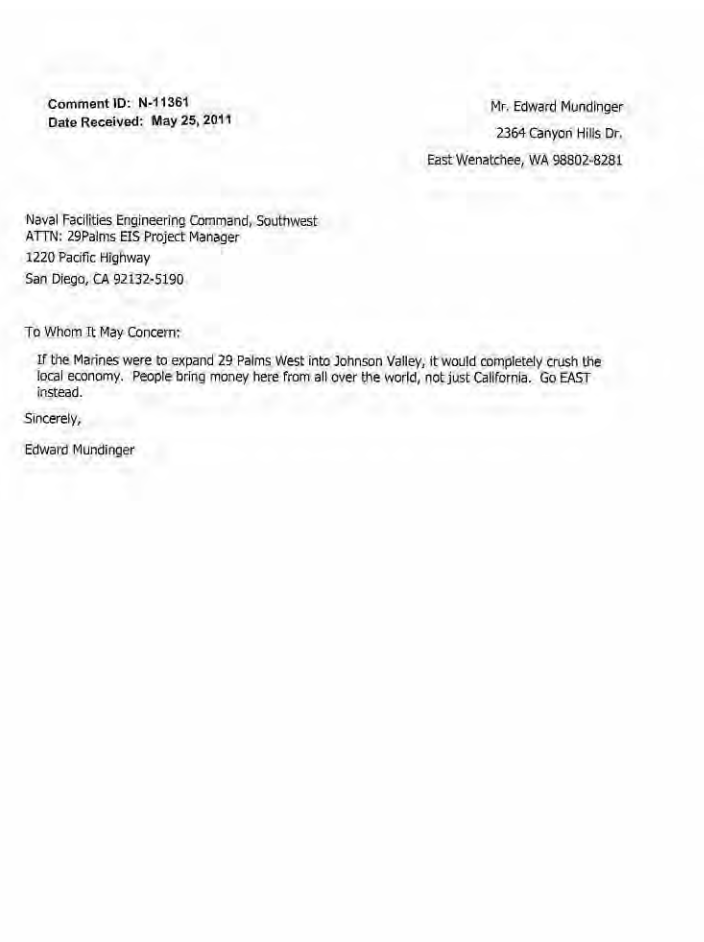 Comment ID: N-11361
Date Received: May 25, 2011
Mr. Edward Mundinger
2364 Canyon Hills Dr.
East Wenatchee, WA 98802-8281
Naval Facilities Engineering Command, Southwest
ATTN: 29Palms EIS Project Manager
1220 Pacific Highway
San Diego, CA 92132-5190
To Whom It May Concern:
If the Marines were to expand 29 Palms West into Johnson Valley, it would completely crush the
local economy. People bring money here from all over the world, not just California. Go EAST
instead.
Sincerely,
Edward Mundinger